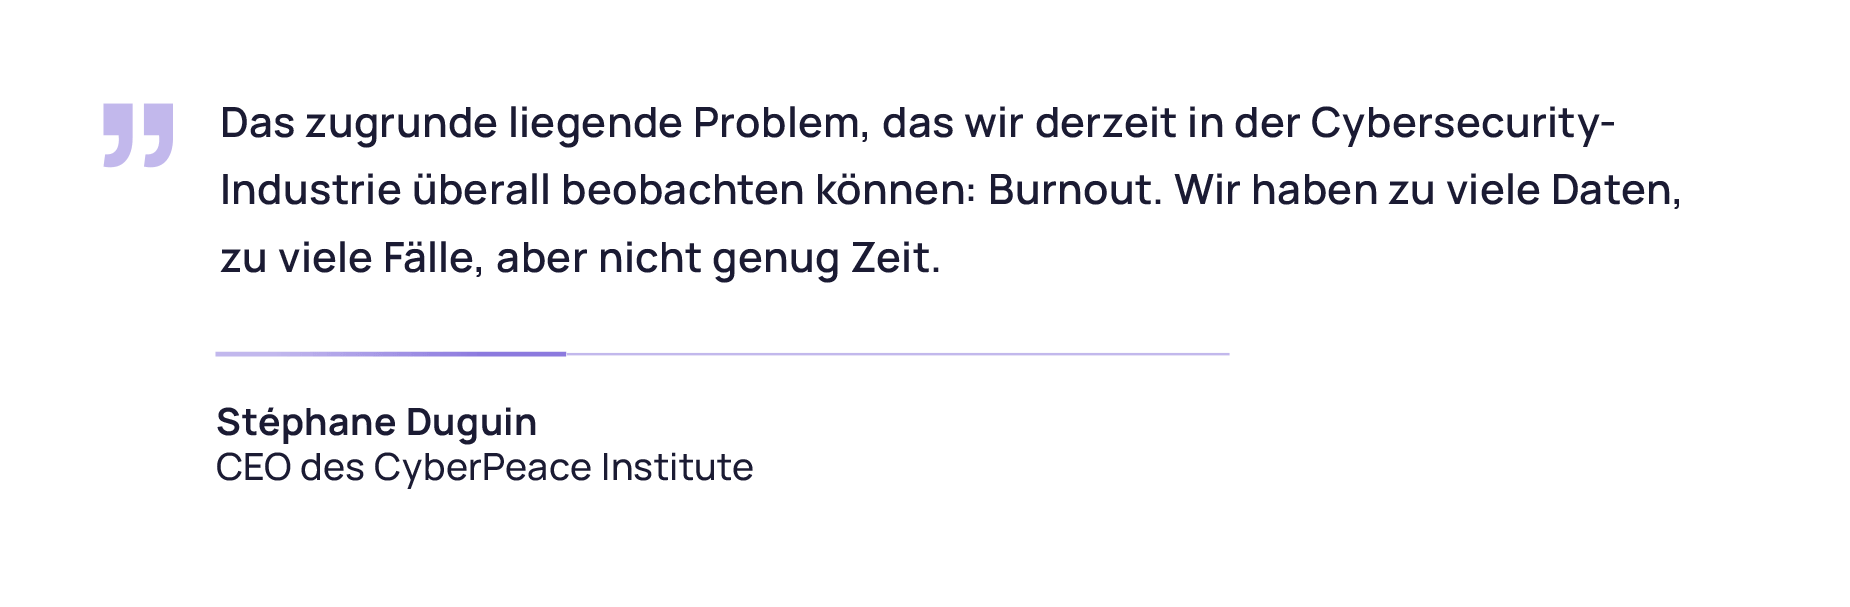 ”
Das zugrunde liegende Problem, das wir derzeit in der Cybersecurity-
Industrie überall beobachten können: Burnout. Wir haben zu viele Daten,
zu viele Fälle, aber nicht genug Zeit.
Stéphane Duguin
CEO des CyberPeace Institute